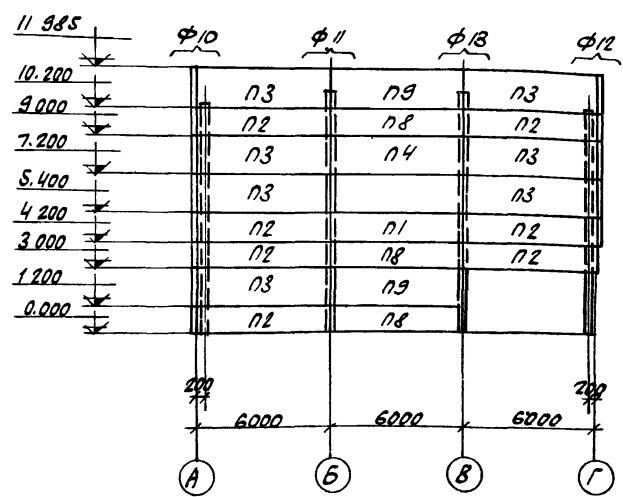 11 985
ф10 ф11 ф13 ф12
10.200
п3 п9 п3
9000
п2 п8 п2
7.200
п3 п4 п3
5.400
п3 п3
4 200
п2 п1 п2
3 000
п2 п8 п2
1 200
п3 п9
0.000
п2 п8
200 200
6000 6000 6000
А Б В Г